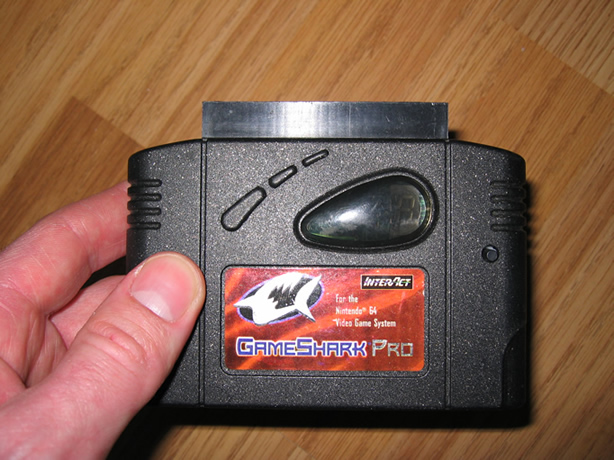 INTERACT
For the
Nintendo® 64
Video Game System
GAMESHARK PRO